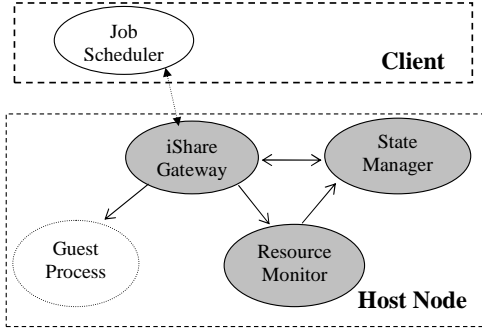 Job
Scheduler
Client
iShare
Gateway
State
Manager
Guest
Process
Resource
Monitor
Host Node